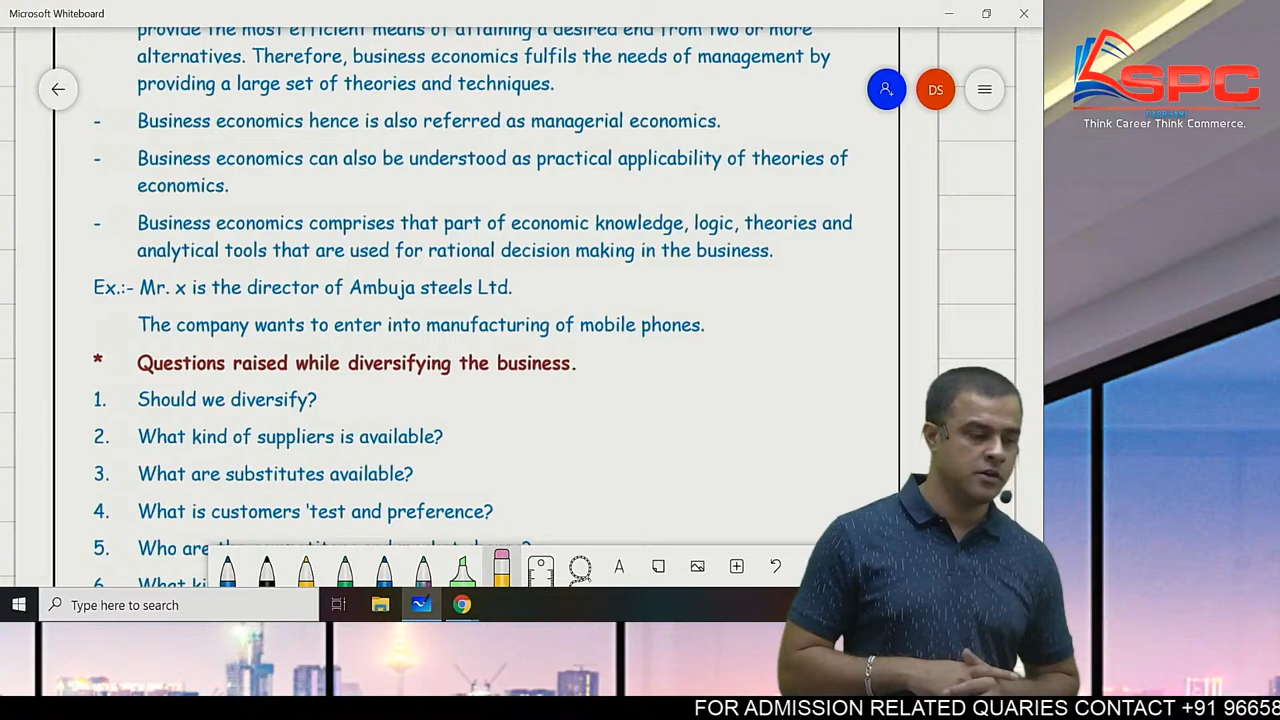 Microsoft Whiteboard
provide the most efficient means of attaining a desired end from two or more
alternatives. Therefore, business economics fulfils the needs of management by
providing a large set of theories and techniques.
- Business economics hence is also referred as managerial economics.
- Business economics can also be understood as practical applicability of theories of
economics.
- Business economics comprises that part of economic knowledge, logic, theories and
analytical tools that are used for rational decision making in the business.
Ex.:- Mr. x is the director of Ambuja steels Ltd.
The company wants to enter into manufacturing of mobile phones.
* Questions raised while diversifying the business.
1. Should we diversify?
2. What kind of suppliers is available?
3. What are substitutes available?
4. What is customers 'test and preference?
5. Who are
6. What ki
DS
A
Type here to search
SPC
Think Career Think Commerce.
FOR ADMISSION RELATED QUARIES CONTACT +91 96658